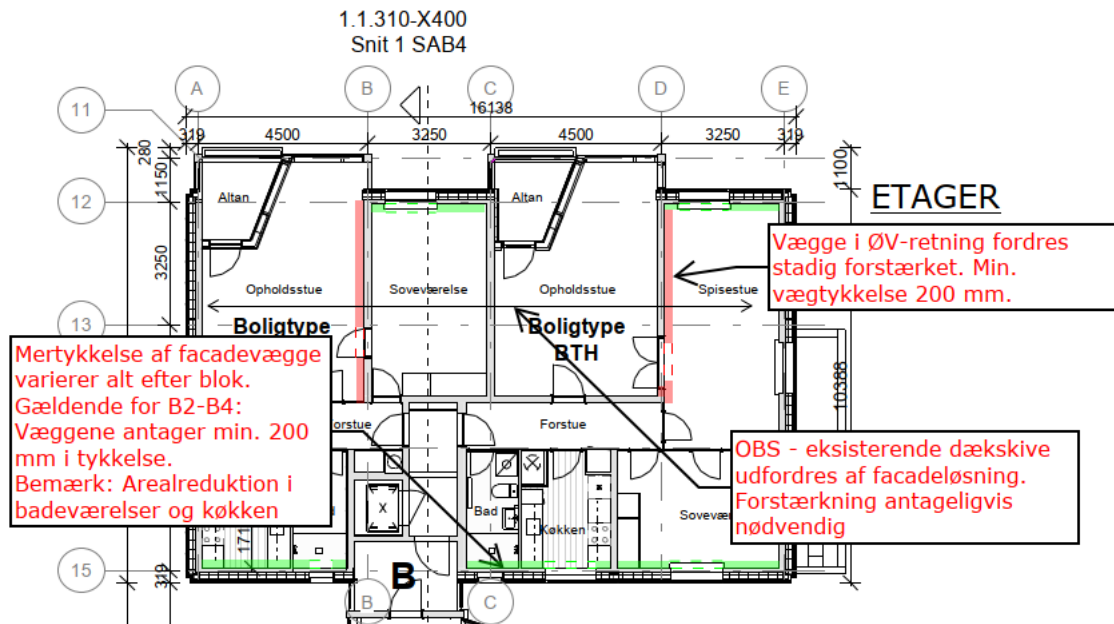 1.1.310-X400
Snit 1 SAB4
A
B
C
D
E
11
16138
319
4500
3250
4500
3250
319
280
1150
1100
12
Altan
Altan
ETAGER
3250
Vægge i ØV-retning fordres
stadig forstærket. Min.
vægtykkelse 200 mm.
Opholdsstue
Soveværelse
Opholdsstue
Spisestue
13
Boligtype
Boligtype
BTH
Mertykkelse af facadevægge
varierer alt efter blok.
Gældende for B2-B4:
Væggene antager min. 200
mm i tykkelse.
Bemærk: Arealreduktion i
badeværelser og køkken
10388
Forstue
Forstue
OBS - eksisterende dækskive
udfordres af facadeløsning.
Forstærkning antageligvis
nødvendig
X
Bad
Køkken
Sovevær
171
15
319
B
B
C